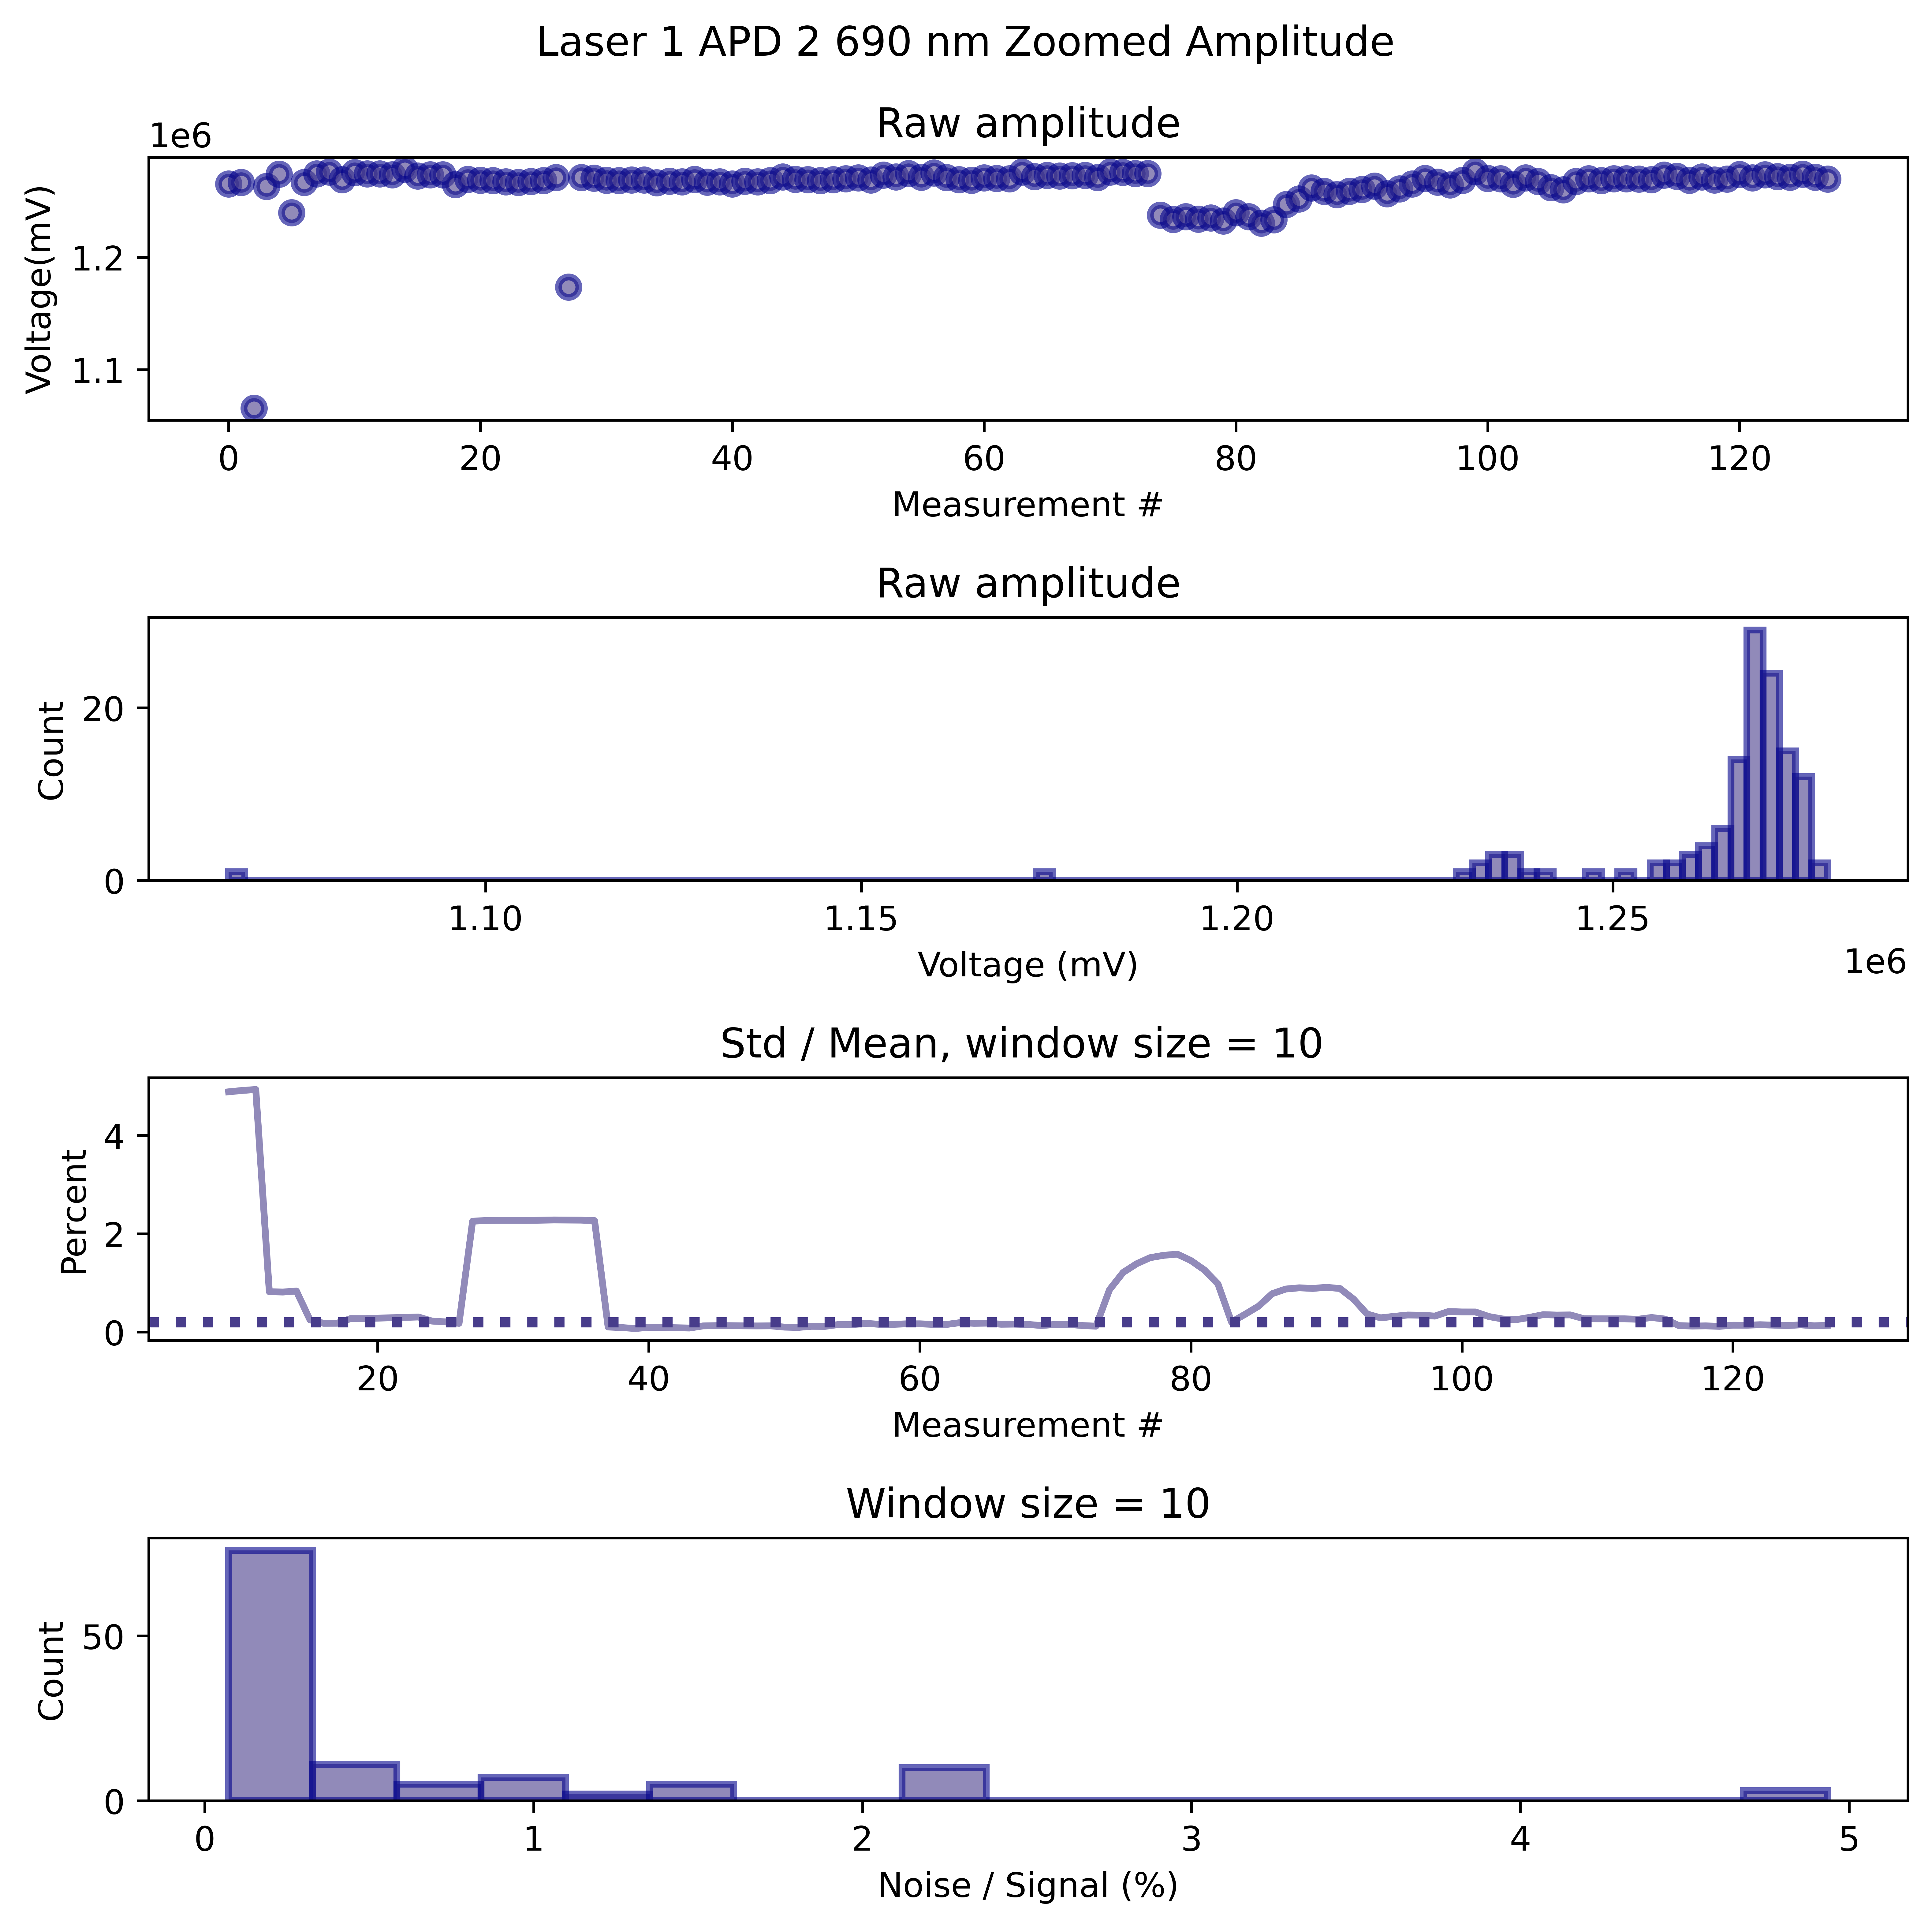 Laser 1 APD 2 690 nm Zoomed Amplitude
Raw amplitude
1e6
Voltage(mV)
1.2
1.1
0 20 40 60 80 100 120
Measurement #
Raw amplitude
Count
20
0
1.10 1.15 1.20 1.25
Voltage (mV)
1e6
Std / Mean, window size = 10
Percent
4
2
0
20 40 60 80 100 120
Measurement #
Window size = 10
Count
50
0
0 1 2 3 4 5
Noise / Signal (%)